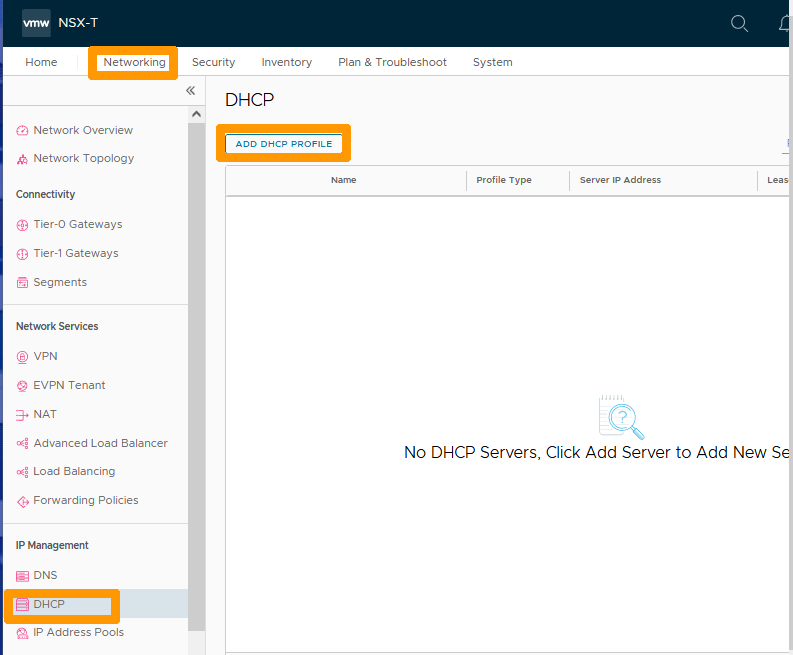 vmw NSX-T
Home Networking Security Inventory Plan & Troubleshoot System
«
Network Overview
Network Topology
Connectivity
Tier-0 Gateways
Tier-1 Gateways
Segments
Network Services
VPN
EVPN Tenant
NAT
Advanced Load Balancer
Load Balancing
Forwarding Policies
IP Management
DNS
DHCP
IP Address Pools
DHCP
ADD DHCP PROFILE
Name Profile Type Server IP Address Leas
?
No DHCP Servers, Click Add Server to Add New Se